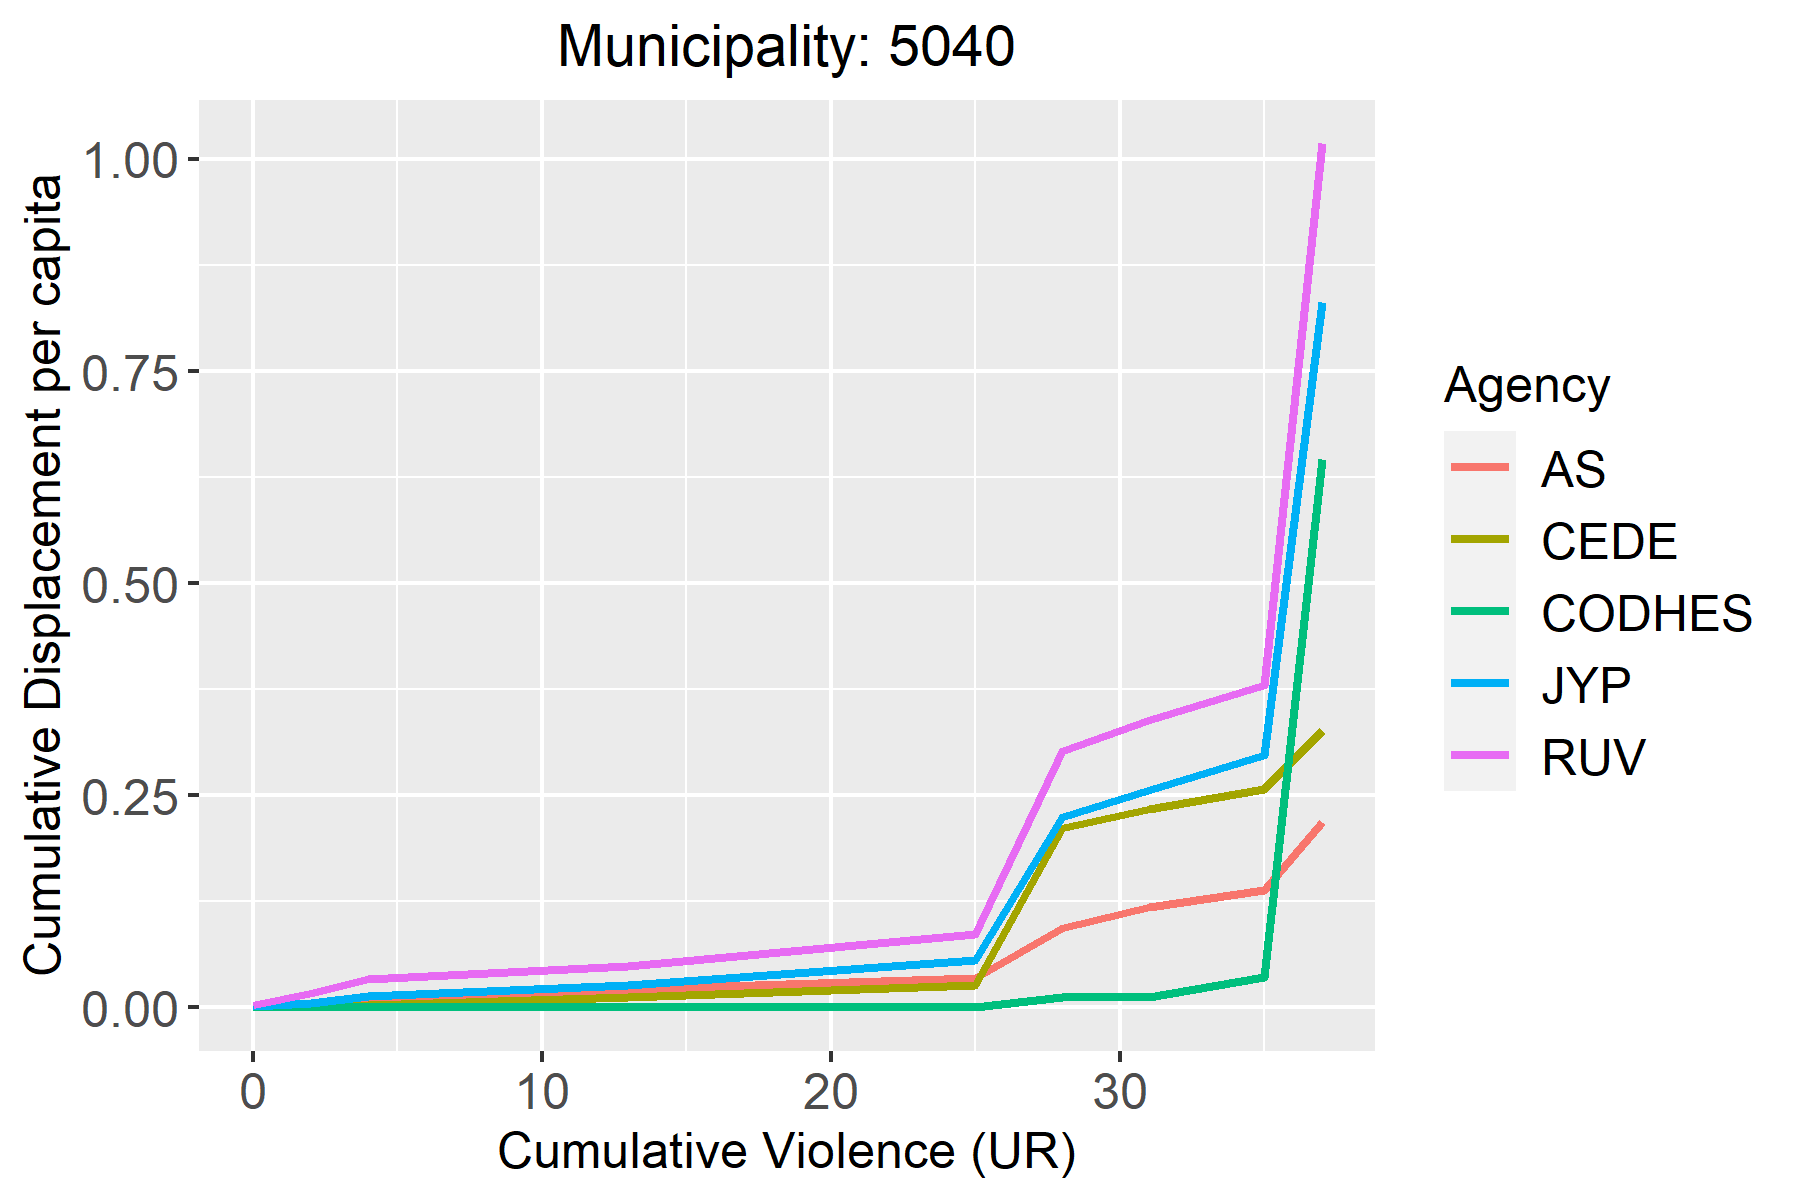 Municipality: 5040
Cumulative Displacement per capita
1.00
0.75
0.50
0.25
0.00
0
10
20
30
Cumulative Violence (UR)
Agency
AS
CEDE
CODHES
JYP
RUV